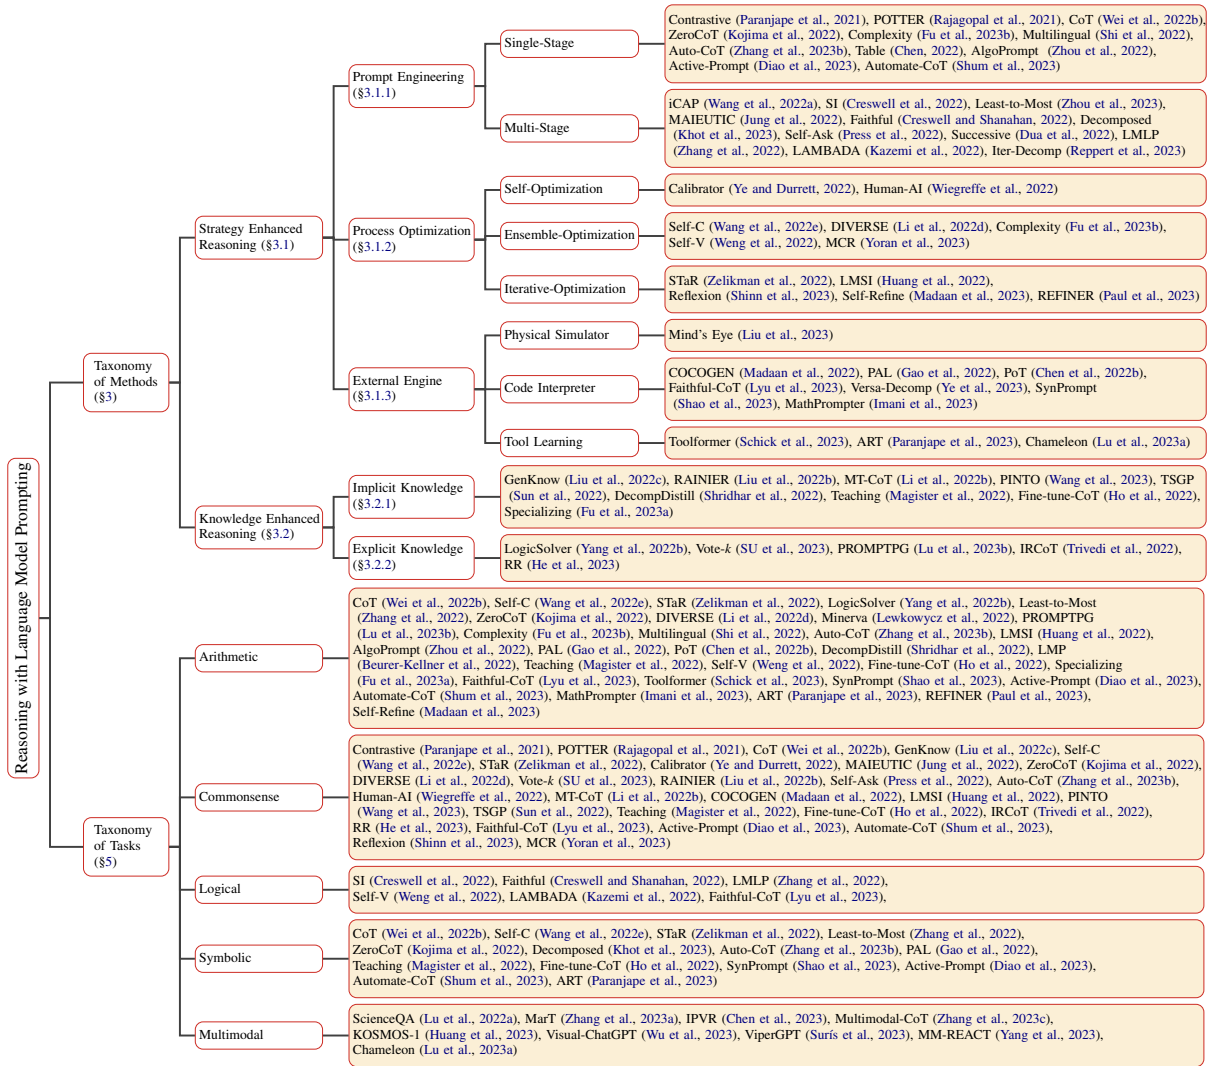 Reasoning with Language Model Prompting
Taxonomy
of Methods
(§3)
Strategy Enhanced
Reasoning (§3.1)
Prompt Engineering
(§3.1.1)
Single-Stage
Contrastive (Paranjape et al., 2021), POTTER (Rajagopal et al., 2021), CoT (Wei et al., 2022b),
ZeroCoT (Kojima et al., 2022), Complexity (Fu et al., 2023b), Multilingual (Shi et al., 2022),
Auto-CoT (Zhang et al., 2023b), Table (Chen, 2022), AlgoPrompt (Zhou et al., 2022),
Active-Prompt (Diao et al., 2023), Automate-CoT (Shum et al., 2023)
Multi-Stage
iCAP (Wang et al., 2022a), SI (Creswell et al., 2022), Least-to-Most (Zhou et al., 2023),
MAIEUTIC (Jung et al., 2022), Faithful (Creswell and Shanahan, 2022), Decomposed
(Khot et al., 2023), Self-Ask (Press et al., 2022), Successive (Dua et al., 2022), LMLP
(Zhang et al., 2022), LAMBADA (Kazemi et al., 2022), Iter-Decomp (Reppert et al., 2023)
Process Optimization
(§3.1.2)
Self-Optimization
Calibrator (Ye and Durrett, 2022), Human-AI (Wiegreffe et al., 2022)
Ensemble-Optimization
Self-C (Wang et al., 2022e), DIVERSE (Li et al., 2022d), Complexity (Fu et al., 2023b),
Self-V (Weng et al., 2022), MCR (Yoran et al., 2023)
Iterative-Optimization
STaR (Zelikman et al., 2022), LMSI (Huang et al., 2022),
Reflexion (Shinn et al., 2023), Self-Refine (Madaan et al., 2023), REFINER (Paul et al., 2023)
External Engine
(§3.1.3)
Physical Simulator
Mind's Eye (Liu et al., 2023)
Code Interpreter
COCOGEN (Madaan et al., 2022), PAL (Gao et al., 2022), PoT (Chen et al., 2022b),
Faithful-CoT (Lyu et al., 2023), Versa-Decomp (Ye et al., 2023), SynPrompt
(Shao et al., 2023), MathPrompter (Imani et al., 2023)
Tool Learning
Toolformer (Schick et al., 2023), ART (Paranjape et al., 2023), Chameleon (Lu et al., 2023a)
Knowledge Enhanced
Reasoning (§3.2)
Implicit Knowledge
(§3.2.1)
GenKnow (Liu et al., 2022c), RAINIER (Liu et al., 2022b), MT-CoT (Li et al., 2022b), PINTO (Wang et al., 2023), TSGP
(Sun et al., 2022), DecompDistill (Shridhar et al., 2022), Teaching (Magister et al., 2022), Fine-tune-CoT (Ho et al., 2022),
Specializing (Fu et al., 2023a)
Explicit Knowledge
(§3.2.2)
LogicSolver (Yang et al., 2022b), Vote-k (SU et al., 2023), PROMPTPG (Lu et al., 2023b), IRCoT (Trivedi et al., 2022),
RR (He et al., 2023)
Taxonomy
of Tasks
(§5)
Arithmetic
CoT (Wei et al., 2022b), Self-C (Wang et al., 2022e), STaR (Zelikman et al., 2022), LogicSolver (Yang et al., 2022b), Least-to-Most
(Zhang et al., 2022), ZeroCoT (Kojima et al., 2022), DIVERSE (Li et al., 2022d), Minerva (Lewkowycz et al., 2022), PROMPTPG
(Lu et al., 2023b), Complexity (Fu et al., 2023b), Multilingual (Shi et al., 2022), Auto-CoT (Zhang et al., 2023b), LMSI (Huang et al., 2022),
AlgoPrompt (Zhou et al., 2022), PAL (Gao et al., 2022), PoT (Chen et al., 2022b), DecompDistill (Shridhar et al., 2022), LMP
(Beurer-Kellner et al., 2022), Teaching (Magister et al., 2022), Self-V (Weng et al., 2022), Fine-tune-CoT (Ho et al., 2022), Specializing
(Fu et al., 2023a), Faithful-CoT (Lyu et al., 2023), Toolformer (Schick et al., 2023), SynPrompt (Shao et al., 2023), Active-Prompt (Diao et al., 2023),
Automate-CoT (Shum et al., 2023), MathPrompter (Imani et al., 2023), ART (Paranjape et al., 2023), REFINER (Paul et al., 2023),
Self-Refine (Madaan et al., 2023)
Commonsense
Contrastive (Paranjape et al., 2021), POTTER (Rajagopal et al., 2021), CoT (Wei et al., 2022b), GenKnow (Liu et al., 2022c), Self-C
(Wang et al., 2022e), STaR (Zelikman et al., 2022), Calibrator (Ye and Durrett, 2022), MAIEUTIC (Jung et al., 2022), ZeroCoT (Kojima et al., 2022),
DIVERSE (Li et al., 2022d), Vote-k (SU et al., 2023), RAINIER (Liu et al., 2022b), Self-Ask (Press et al., 2022), Auto-CoT (Zhang et al., 2023b),
Human-AI (Wiegreffe et al., 2022), MT-CoT (Li et al., 2022b), COCOGEN (Madaan et al., 2022), LMSI (Huang et al., 2022), PINTO
(Wang et al., 2023), TSGP (Sun et al., 2022), Teaching (Magister et al., 2022), Fine-tune-CoT (Ho et al., 2022), IRCoT (Trivedi et al., 2022),
RR (He et al., 2023), Faithful-CoT (Lyu et al., 2023), Active-Prompt (Diao et al., 2023), Automate-CoT (Shum et al., 2023),
Reflexion (Shinn et al., 2023), MCR (Yoran et al., 2023)
Logical
SI (Creswell et al., 2022), Faithful (Creswell and Shanahan, 2022), LMLP (Zhang et al., 2022),
Self-V (Weng et al., 2022), LAMBADA (Kazemi et al., 2022), Faithful-CoT (Lyu et al., 2023),
Symbolic
CoT (Wei et al., 2022b), Self-C (Wang et al., 2022e), STaR (Zelikman et al., 2022), Least-to-Most (Zhang et al., 2022),
ZeroCoT (Kojima et al., 2022), Decomposed (Khot et al., 2023), Auto-CoT (Zhang et al., 2023b), PAL (Gao et al., 2022),
Teaching (Magister et al., 2022), Fine-tune-CoT (Ho et al., 2022), SynPrompt (Shao et al., 2023), Active-Prompt (Diao et al., 2023),
Automate-CoT (Shum et al., 2023), ART (Paranjape et al., 2023)
Multimodal
ScienceQA (Lu et al., 2022a), MarT (Zhang et al., 2023a), IPVR (Chen et al., 2023), Multimodal-CoT (Zhang et al., 2023c),
KOSMOS-1 (Huang et al., 2023), Visual-ChatGPT (Wu et al., 2023), ViperGPT (Surís et al., 2023), MM-REACT (Yang et al., 2023),
Chameleon (Lu et al., 2023a)